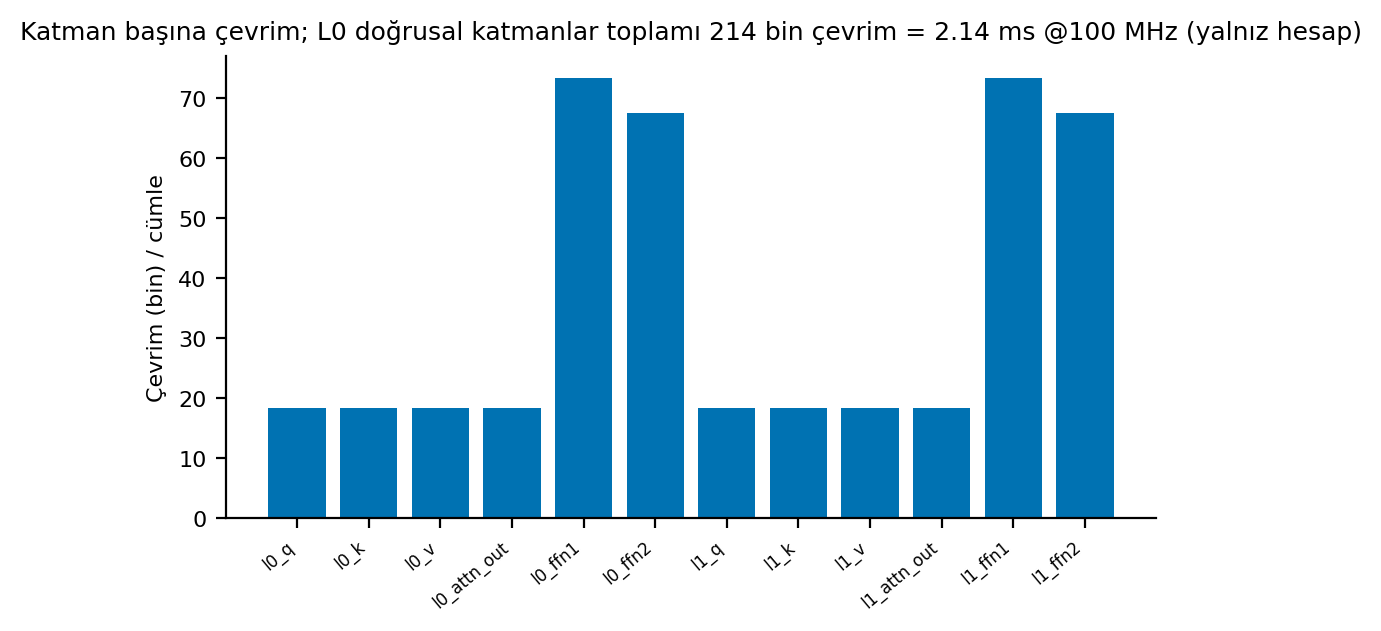 Katman başına çevrim; L0 doğrusal katmanlar toplamı 214 bin çevrim = 2.14 ms @100 MHz (yalnız hesap)
Çevrim (bin) / cümle
70
60
50
40
30
20
10
0
l0_q
l0_k
l0_v
l0_attn_out
l0_ffn1
l0_ffn2
l1_q
l1_k
l1_v
l1_attn_out
l1_ffn1
l1_ffn2